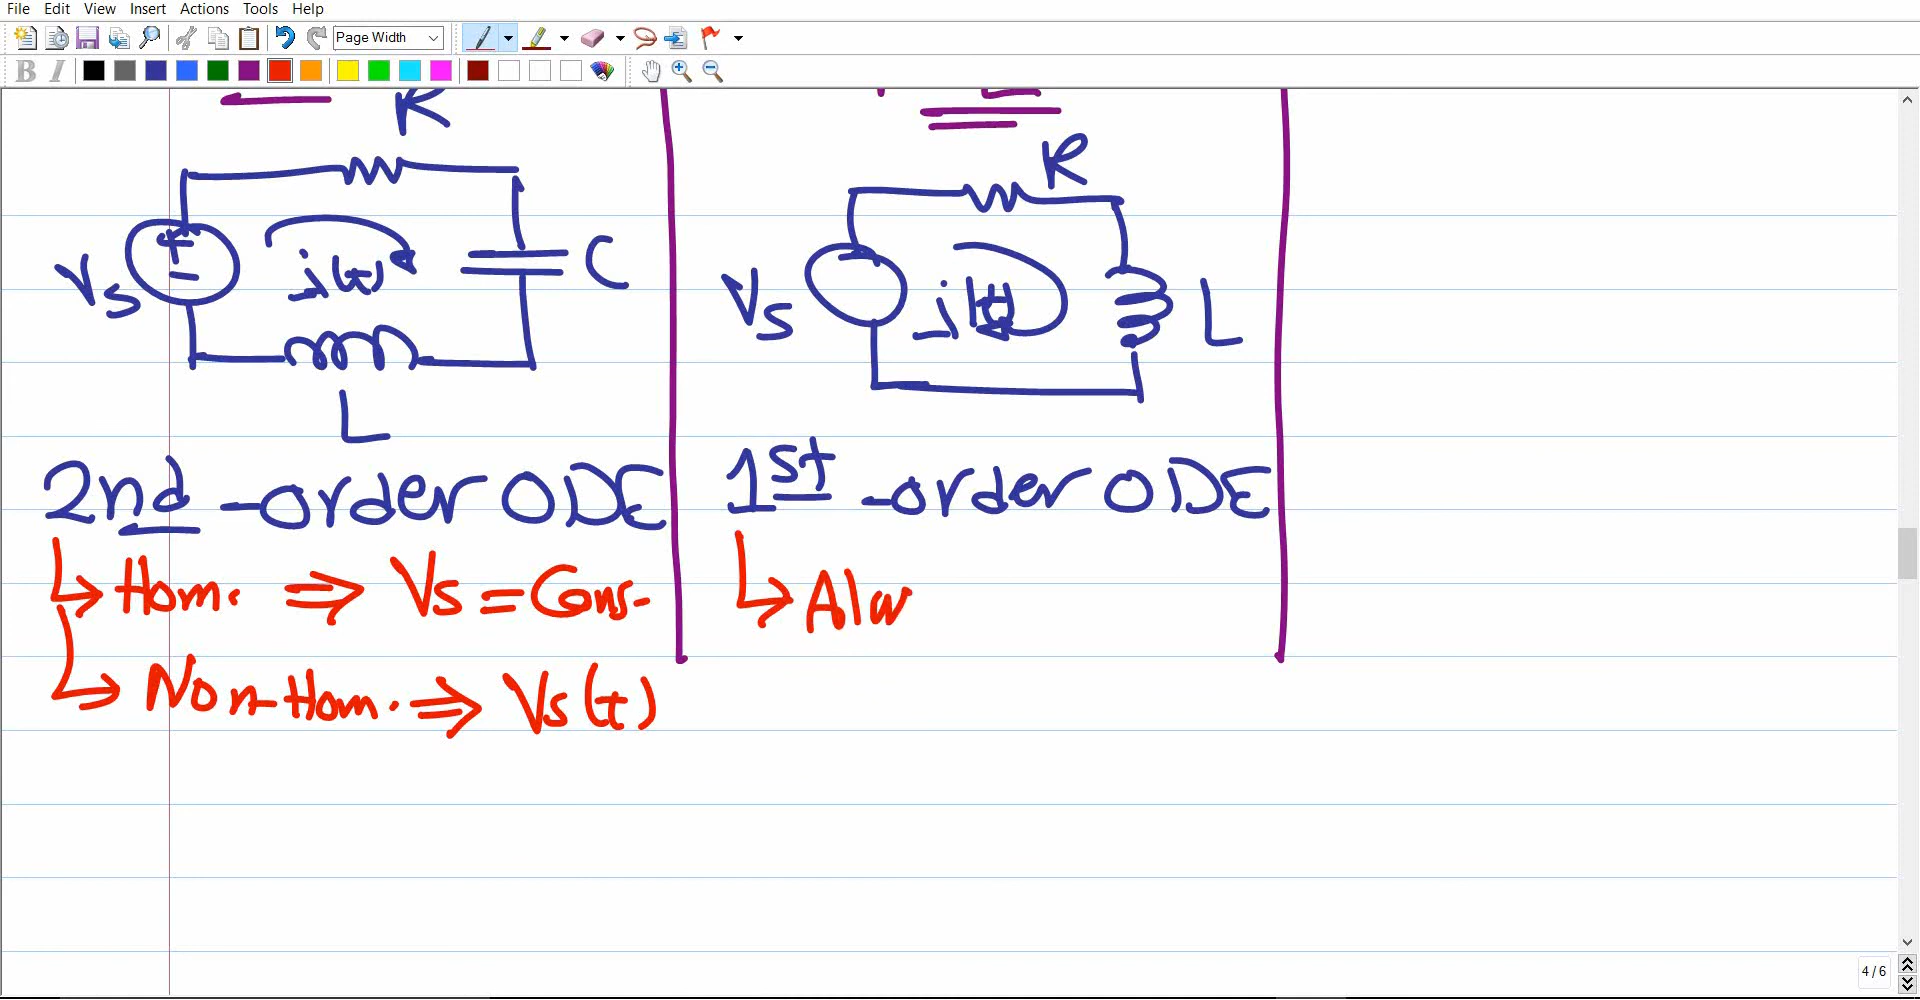 File Edit View Insert Actions Tools Help
Page Width
B I
R
Vs
+
-
i(t)
C
L
2nd-order ODE
Hom. ⇒ Vs = Cons.
Non-Hom. ⇒ Vs(t)
R
Vs
i(t)
L
1st-order ODE
Alw
4 / 6